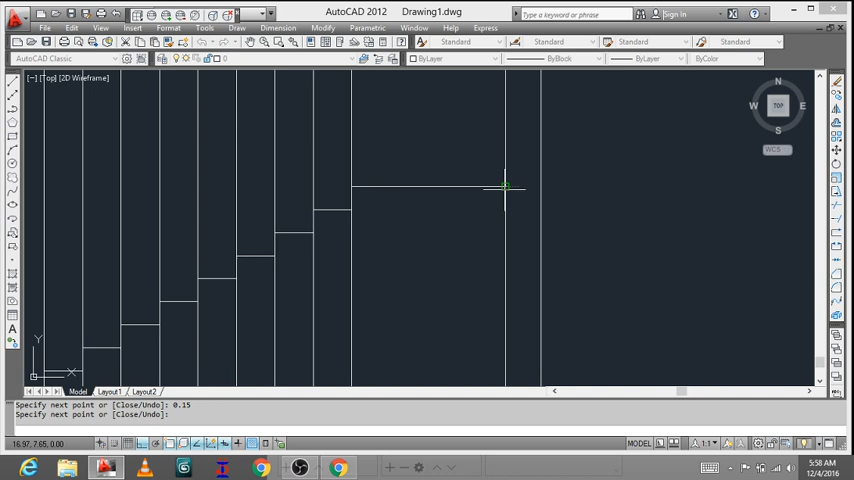 AutoCAD 2012 Drawing1.dwg
Type a keyword or phrase
Sign In
File Edit View Insert Format Tools Draw Dimension Modify Parametric Window Help Express
Standard Standard Standard Standard
AutoCAD Classic 0 ByLayer ByBlock ByLayer ByColor
[−] [Top] [2D Wireframe]
N
W TOP E
S
WCS
Y
X
Model Layout1 Layout2
Specify next point or [Close/Undo]: 0.15
Specify next point or [Close/Undo]:
16.97, 7.65, 0.00 MODEL 1:1
5:58 AM
12/4/2016